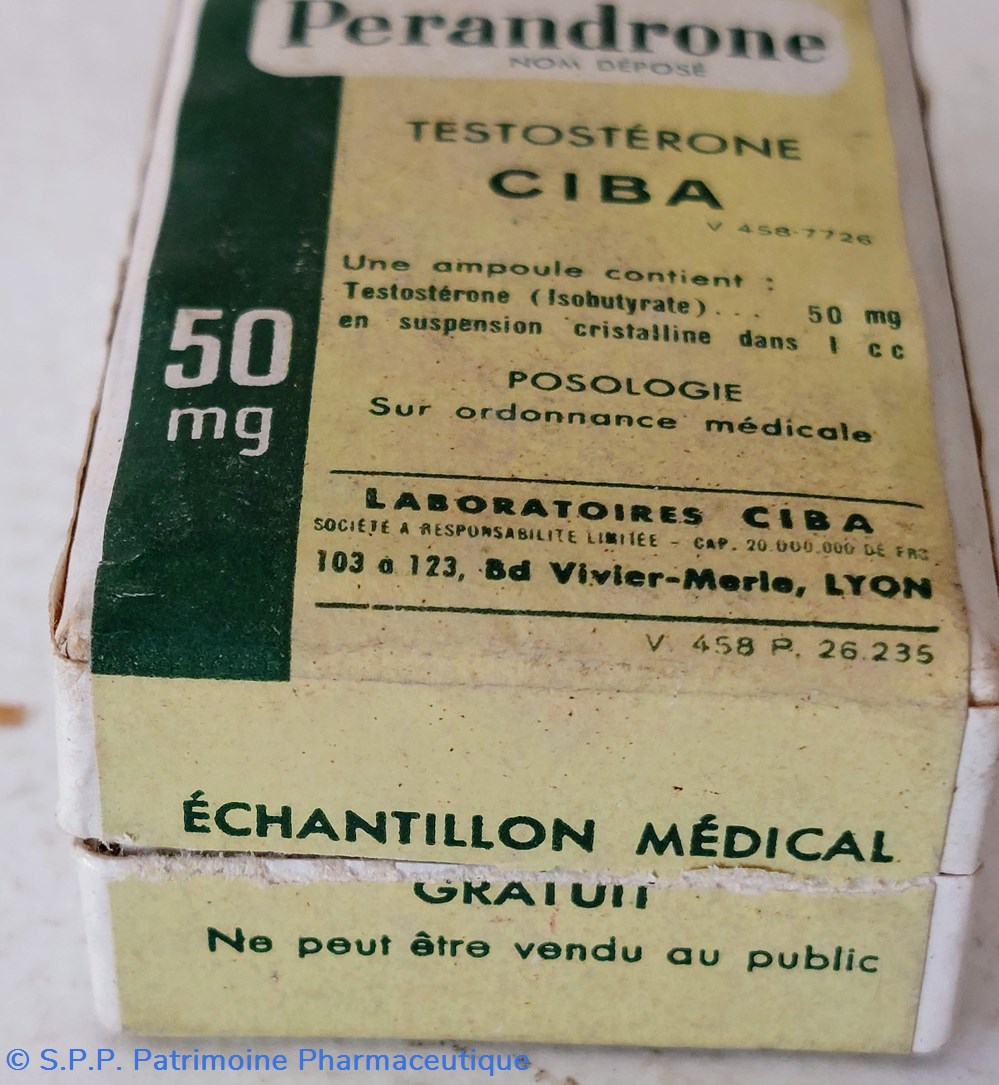 Perandrone
NOM DÉPOSÉ
TESTOSTÉRONE
CIBA
V 458-7726
Une ampoule contient :
Testostérone (Isobutyrate)... 50 mg
en suspension cristalline dans 1 cc
50
mg
POSOLOGIE
Sur ordonnance médicale
LABORATOIRES CIBA
SOCIÉTÉ A RESPONSABILITE LIMITÉE - CAP. 20.000.000 DE FRS
103 à 123, Bd Vivier-Merle, LYON
V. 458 P. 26.235
ÉCHANTILLON MÉDICAL
GRATUIT
Ne peut être vendu au public
© S.P.P. Patrimoine Pharmaceutique